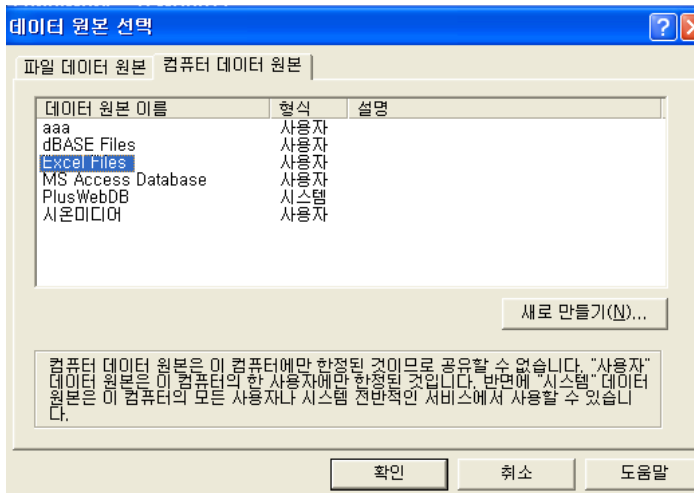 데이터 원본 선택
파일 데이터 원본 컴퓨터 데이터 원본
데이터 원본 이름 형식 설명
aaa 사용자
dBASE Files 사용자
Excel Files 사용자
MS Access Database 사용자
PlusWebDB 시스템
시온미디어 사용자
새로 만들기(N)...
컴퓨터 데이터 원본은 이 컴퓨터에만 한정된 것이므로 공유할 수 없습니다. "사용자"
데이터 원본은 이 컴퓨터의 한 사용자에만 한정된 것입니다. 반면에 "시스템" 데이터
원본은 이 컴퓨터의 모든 사용자나 시스템 전반적인 서비스에서 사용할 수 있습니
다.
확인 취소 도움말